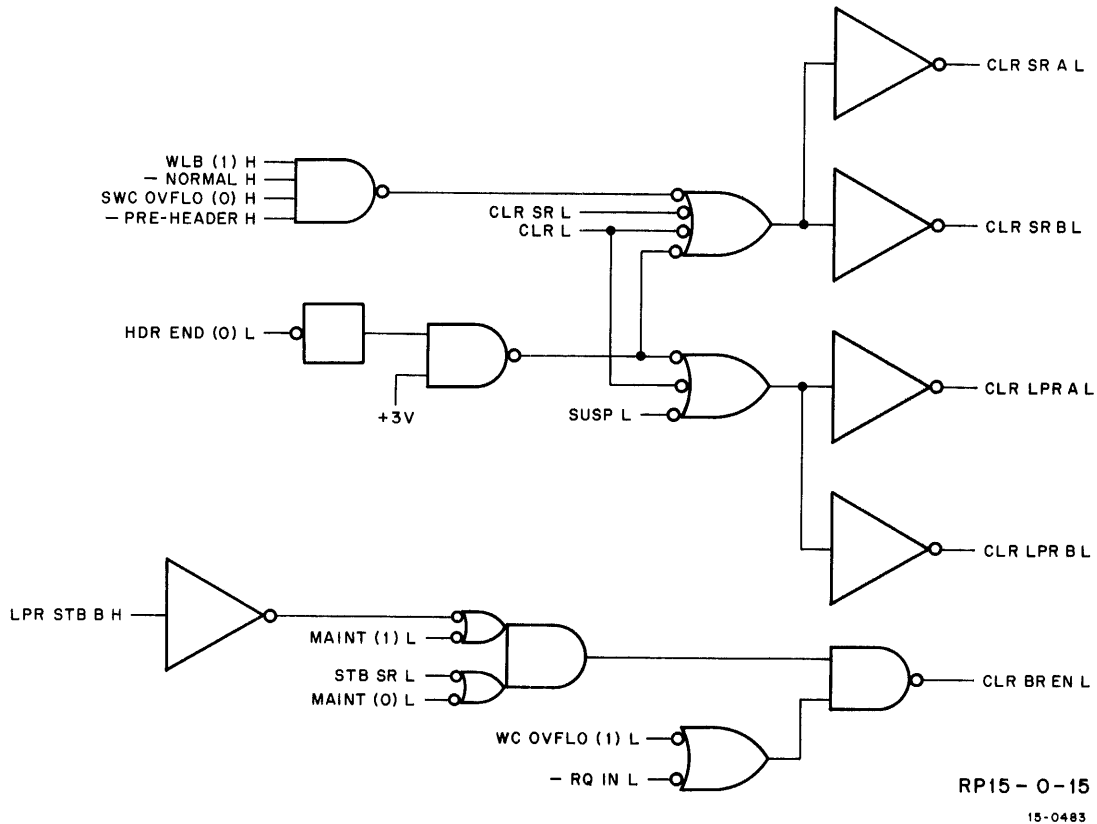 CLR SR A L
WLB (1) H
— NORMAL H
SWC OVFLO (0) H
— PRE-HEADER H
CLR SR L
CLR L
CLR SR B L
HDR END (0) L
+3V
SUSP L
CLR LPR A L
CLR LPR B L
LPR STB B H
MAINT (1) L
STB SR L
MAINT (0) L
CLR BR EN L
WC OVFLO (1) L
— RQ IN L
RP15 - 0 - 15
15-0483